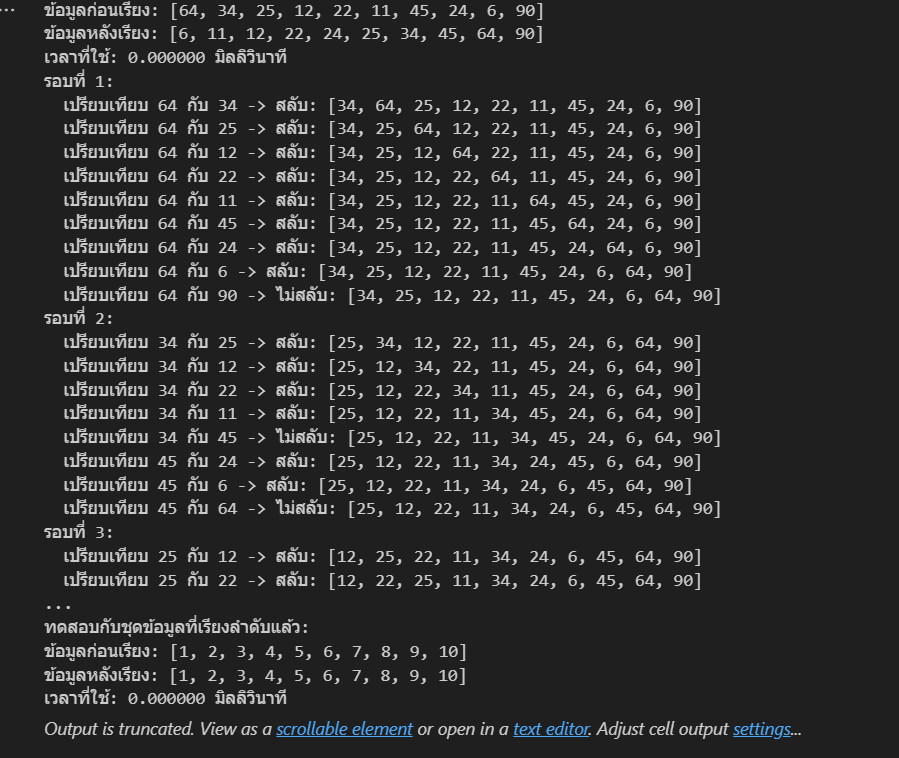 ...
ข้อมูลก่อนเรียง: [64, 34, 25, 12, 22, 11, 45, 24, 6, 90]
ข้อมูลหลังเรียง: [6, 11, 12, 22, 24, 25, 34, 45, 64, 90]
เวลาที่ใช้: 0.000000 มิลลิวินาที
รอบที่ 1:
  เปรียบเทียบ 64 กับ 34 -> สลับ: [34, 64, 25, 12, 22, 11, 45, 24, 6, 90]
  เปรียบเทียบ 64 กับ 25 -> สลับ: [34, 25, 64, 12, 22, 11, 45, 24, 6, 90]
  เปรียบเทียบ 64 กับ 12 -> สลับ: [34, 25, 12, 64, 22, 11, 45, 24, 6, 90]
  เปรียบเทียบ 64 กับ 22 -> สลับ: [34, 25, 12, 22, 64, 11, 45, 24, 6, 90]
  เปรียบเทียบ 64 กับ 11 -> สลับ: [34, 25, 12, 22, 11, 64, 45, 24, 6, 90]
  เปรียบเทียบ 64 กับ 45 -> สลับ: [34, 25, 12, 22, 11, 45, 64, 24, 6, 90]
  เปรียบเทียบ 64 กับ 24 -> สลับ: [34, 25, 12, 22, 11, 45, 24, 64, 6, 90]
  เปรียบเทียบ 64 กับ 6 -> สลับ: [34, 25, 12, 22, 11, 45, 24, 6, 64, 90]
  เปรียบเทียบ 64 กับ 90 -> ไม่สลับ: [34, 25, 12, 22, 11, 45, 24, 6, 64, 90]
รอบที่ 2:
  เปรียบเทียบ 34 กับ 25 -> สลับ: [25, 34, 12, 22, 11, 45, 24, 6, 64, 90]
  เปรียบเทียบ 34 กับ 12 -> สลับ: [25, 12, 34, 22, 11, 45, 24, 6, 64, 90]
  เปรียบเทียบ 34 กับ 22 -> สลับ: [25, 12, 22, 34, 11, 45, 24, 6, 64, 90]
  เปรียบเทียบ 34 กับ 11 -> สลับ: [25, 12, 22, 11, 34, 45, 24, 6, 64, 90]
  เปรียบเทียบ 34 กับ 45 -> ไม่สลับ: [25, 12, 22, 11, 34, 45, 24, 6, 64, 90]
  เปรียบเทียบ 45 กับ 24 -> สลับ: [25, 12, 22, 11, 34, 24, 45, 6, 64, 90]
  เปรียบเทียบ 45 กับ 6 -> สลับ: [25, 12, 22, 11, 34, 24, 6, 45, 64, 90]
  เปรียบเทียบ 45 กับ 64 -> ไม่สลับ: [25, 12, 22, 11, 34, 24, 6, 45, 64, 90]
รอบที่ 3:
  เปรียบเทียบ 25 กับ 12 -> สลับ: [12, 25, 22, 11, 34, 24, 6, 45, 64, 90]
  เปรียบเทียบ 25 กับ 22 -> สลับ: [12, 22, 25, 11, 34, 24, 6, 45, 64, 90]
...
ทดสอบกับชุดข้อมูลที่เรียงลำดับแล้ว:
ข้อมูลก่อนเรียง: [1, 2, 3, 4, 5, 6, 7, 8, 9, 10]
ข้อมูลหลังเรียง: [1, 2, 3, 4, 5, 6, 7, 8, 9, 10]
เวลาที่ใช้: 0.000000 มิลลิวินาที
Output is truncated. View as a scrollable element or open in a text editor. Adjust cell output settings...